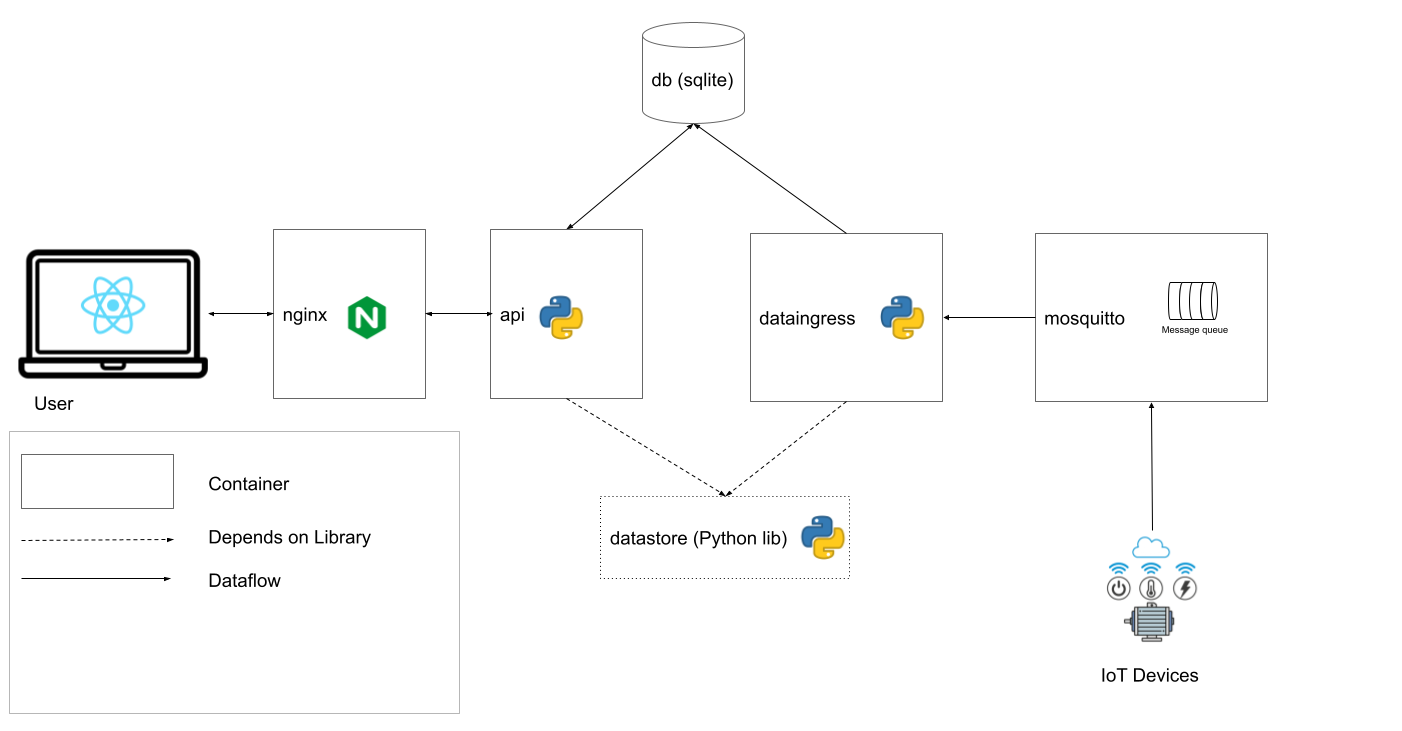 db (sqlite)
nginx
api
dataingress
mosquitto
Message queue
User
Container
Depends on Library
Dataflow
datastore (Python lib)
IoT Devices